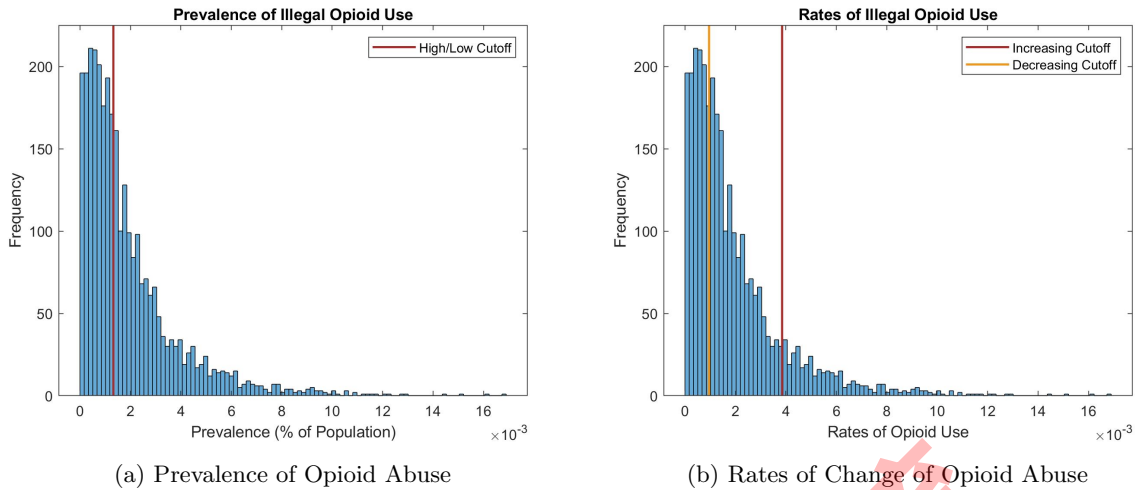 Prevalence of Illegal Opioid Use
High/Low Cutoff
200
150
100
50
0
Frequency
0 2 4 6 8 10 12 14 16
×10⁻³
Prevalence (% of Population)
(a) Prevalence of Opioid Abuse
Rates of Illegal Opioid Use
Increasing Cutoff
Decreasing Cutoff
200
150
100
50
0
Frequency
0 2 4 6 8 10 12 14 16
×10⁻³
Rates of Opioid Use
(b) Rates of Change of Opioid Abuse